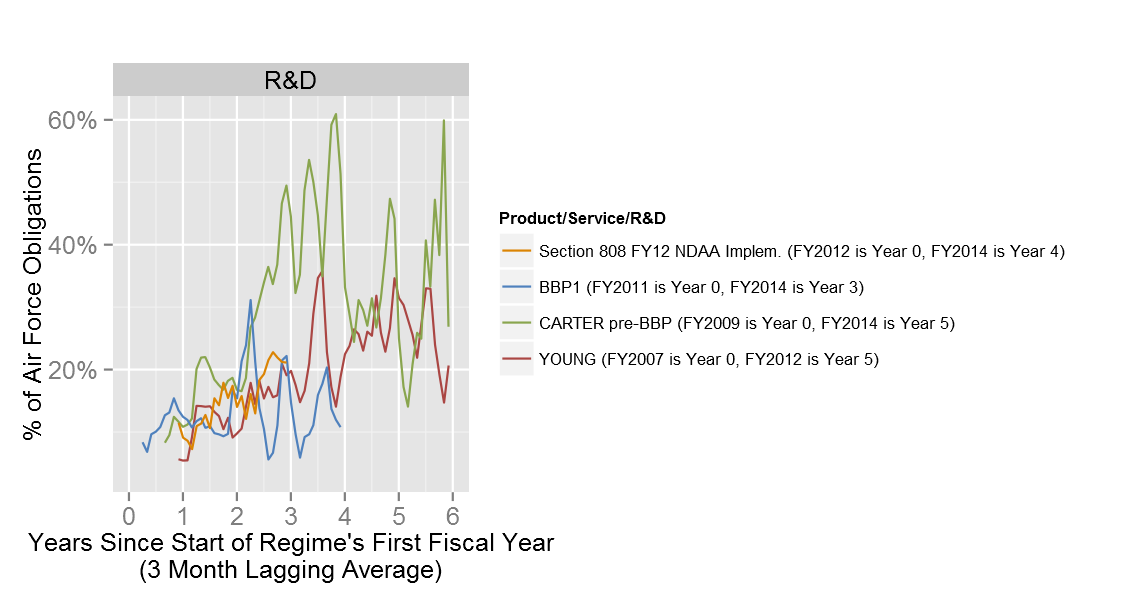 R&D
60%
40%
20%
% of Air Force Obligations
0 1 2 3 4 5 6
Years Since Start of Regime's First Fiscal Year
(3 Month Lagging Average)
Product/Service/R&D
Section 808 FY12 NDAA Implem. (FY2012 is Year 0, FY2014 is Year 4)
BBP1 (FY2011 is Year 0, FY2014 is Year 3)
CARTER pre-BBP (FY2009 is Year 0, FY2014 is Year 5)
YOUNG (FY2007 is Year 0, FY2012 is Year 5)